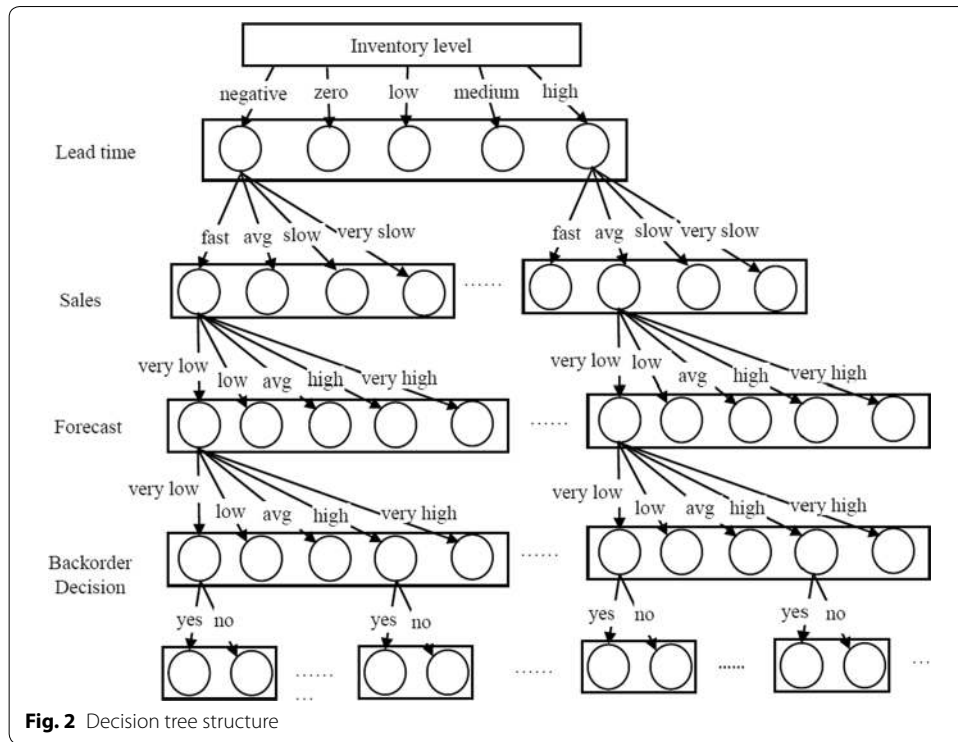 Inventory level
negative zero low medium high
Lead time
fast avg slow very slow fast avg slow very slow
Sales ......
very low low avg high very high very low low avg high very high
Forecast ......
very low low avg high very high very low low avg high very high
Backorder
Decision ......
yes no yes no yes no yes no
...... ...... ...... ...
...
Fig. 2 Decision tree structure